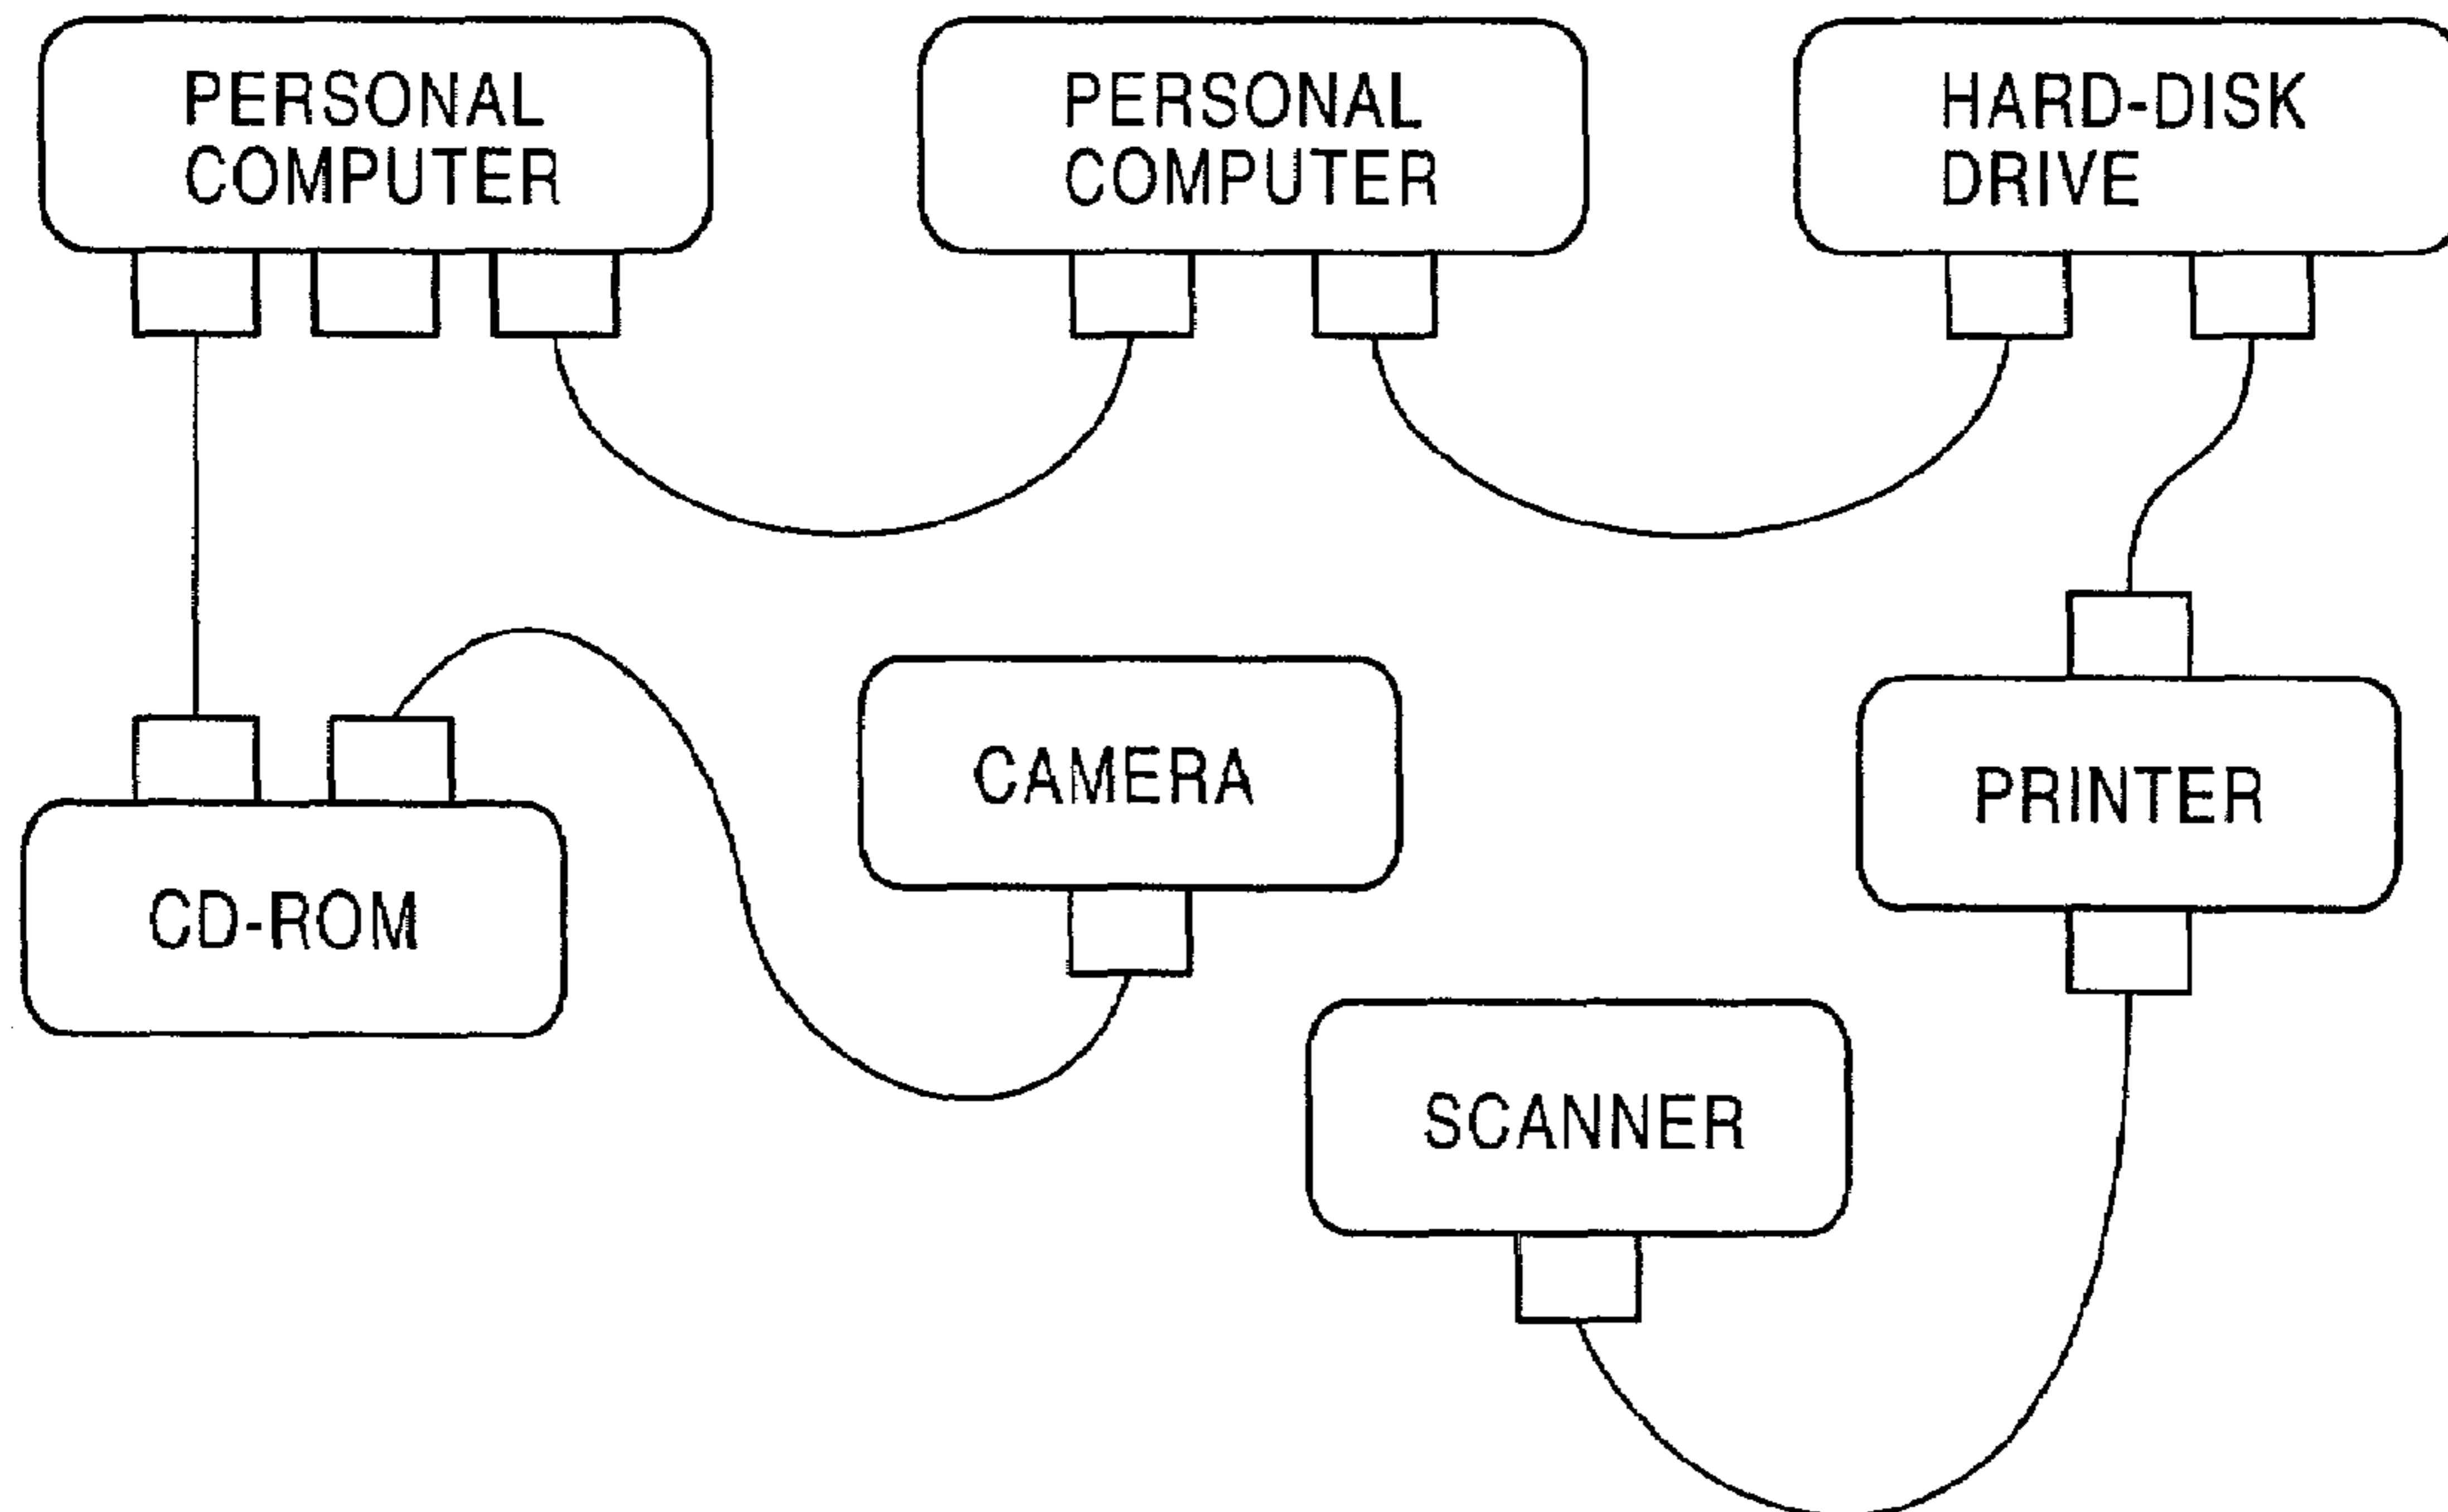 PERSONAL
COMPUTER
PERSONAL
COMPUTER
HARD-DISK
DRIVE
CAMERA
PRINTER
CD-ROM
SCANNER